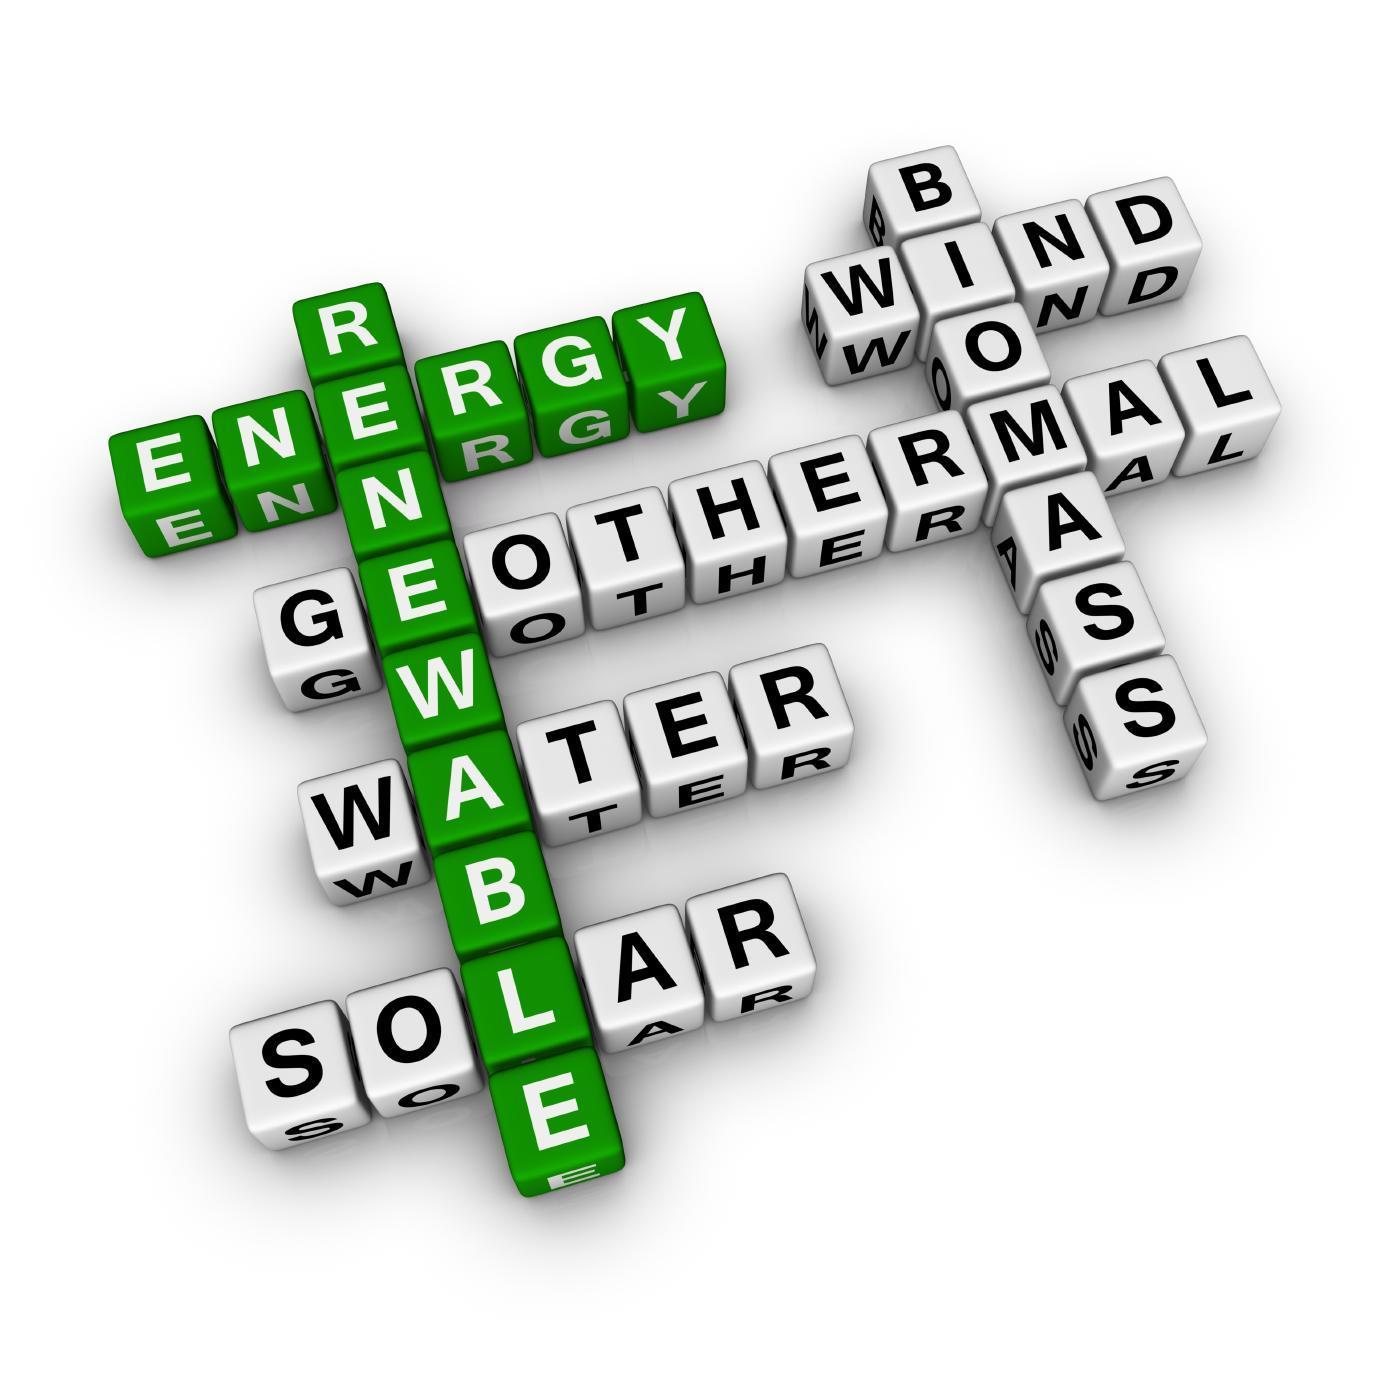 RENEWABLE
ENERGY
BIOMASS
WIND
GEOTHERMAL
WATER
SOLAR